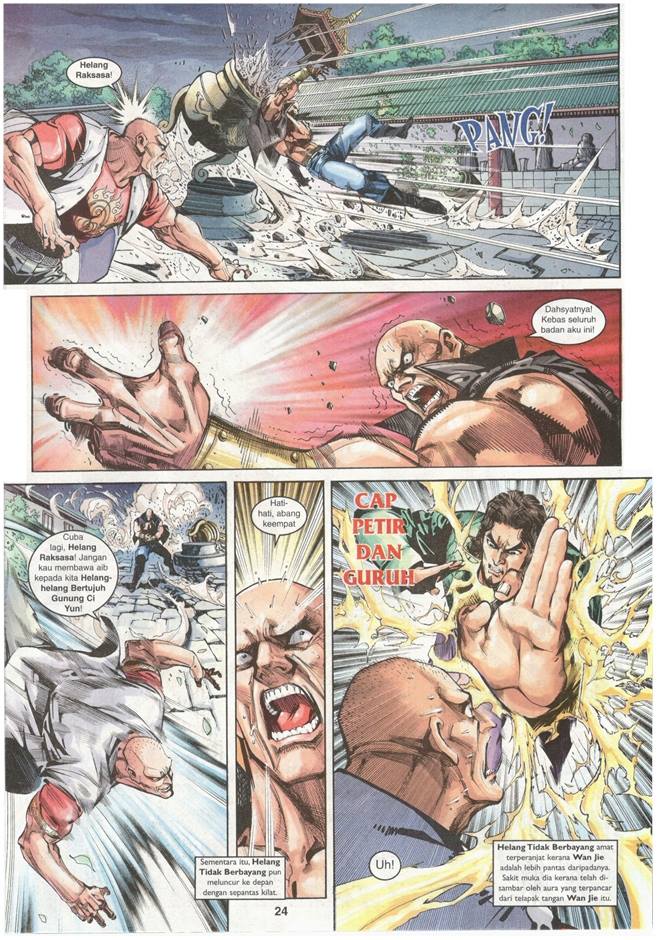 Helang
Raksasa!
PANG!
Dahsyatnya!
Kebas seluruh
badan aku ini!
Cuba
lagi, Helang
Raksasa! Jangan
kau membawa aib
kepada kita Helang-
helang Bertujuh
Gunung Ci
Yun!
Hati-
hati, abang
keempat
Sementara itu, Helang
Tidak Berbayang pun
meluncur ke depan
dengan sepantas kilat.
CAP
PETIR
DAN
GURUH
Uh!
Helang Tidak Berbayang amat
terperanjat kerana Wan Jie
adalah lebih pantas daripadanya.
Sakit muka dia kerana telah di-
sambar oleh aura yang terpancar
dari telapak tangan Wan Jie itu.
24